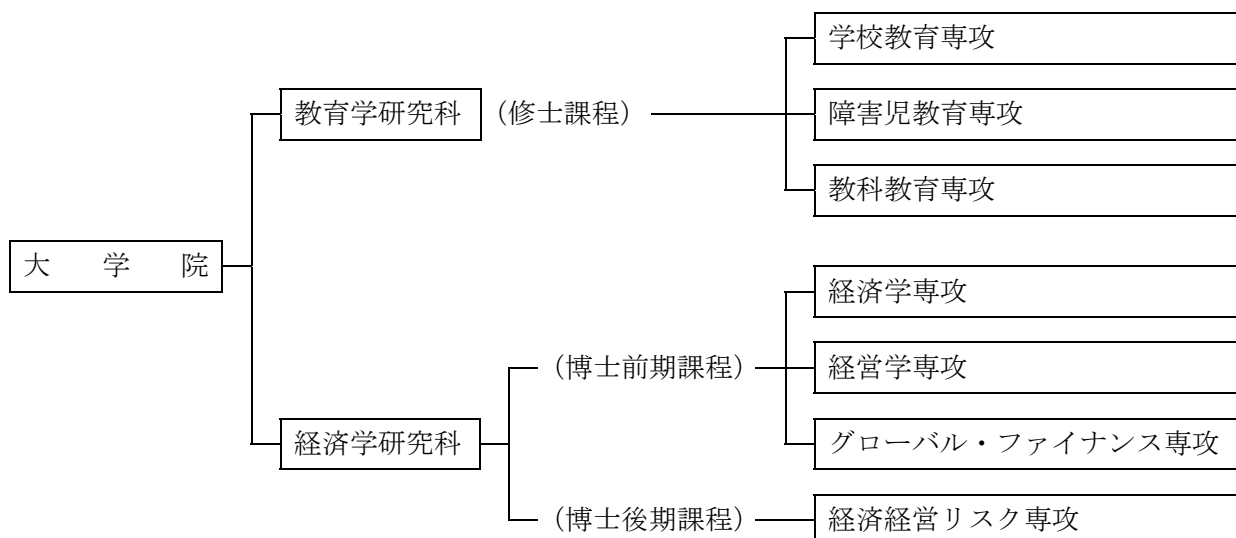 学校教育専攻
教育学研究科 （修士課程） 障害児教育専攻
教科教育専攻
大　学　院
経済学専攻
（博士前期課程） 経営学専攻
経済学研究科
グローバル・ファイナンス専攻
（博士後期課程） 経済経営リスク専攻